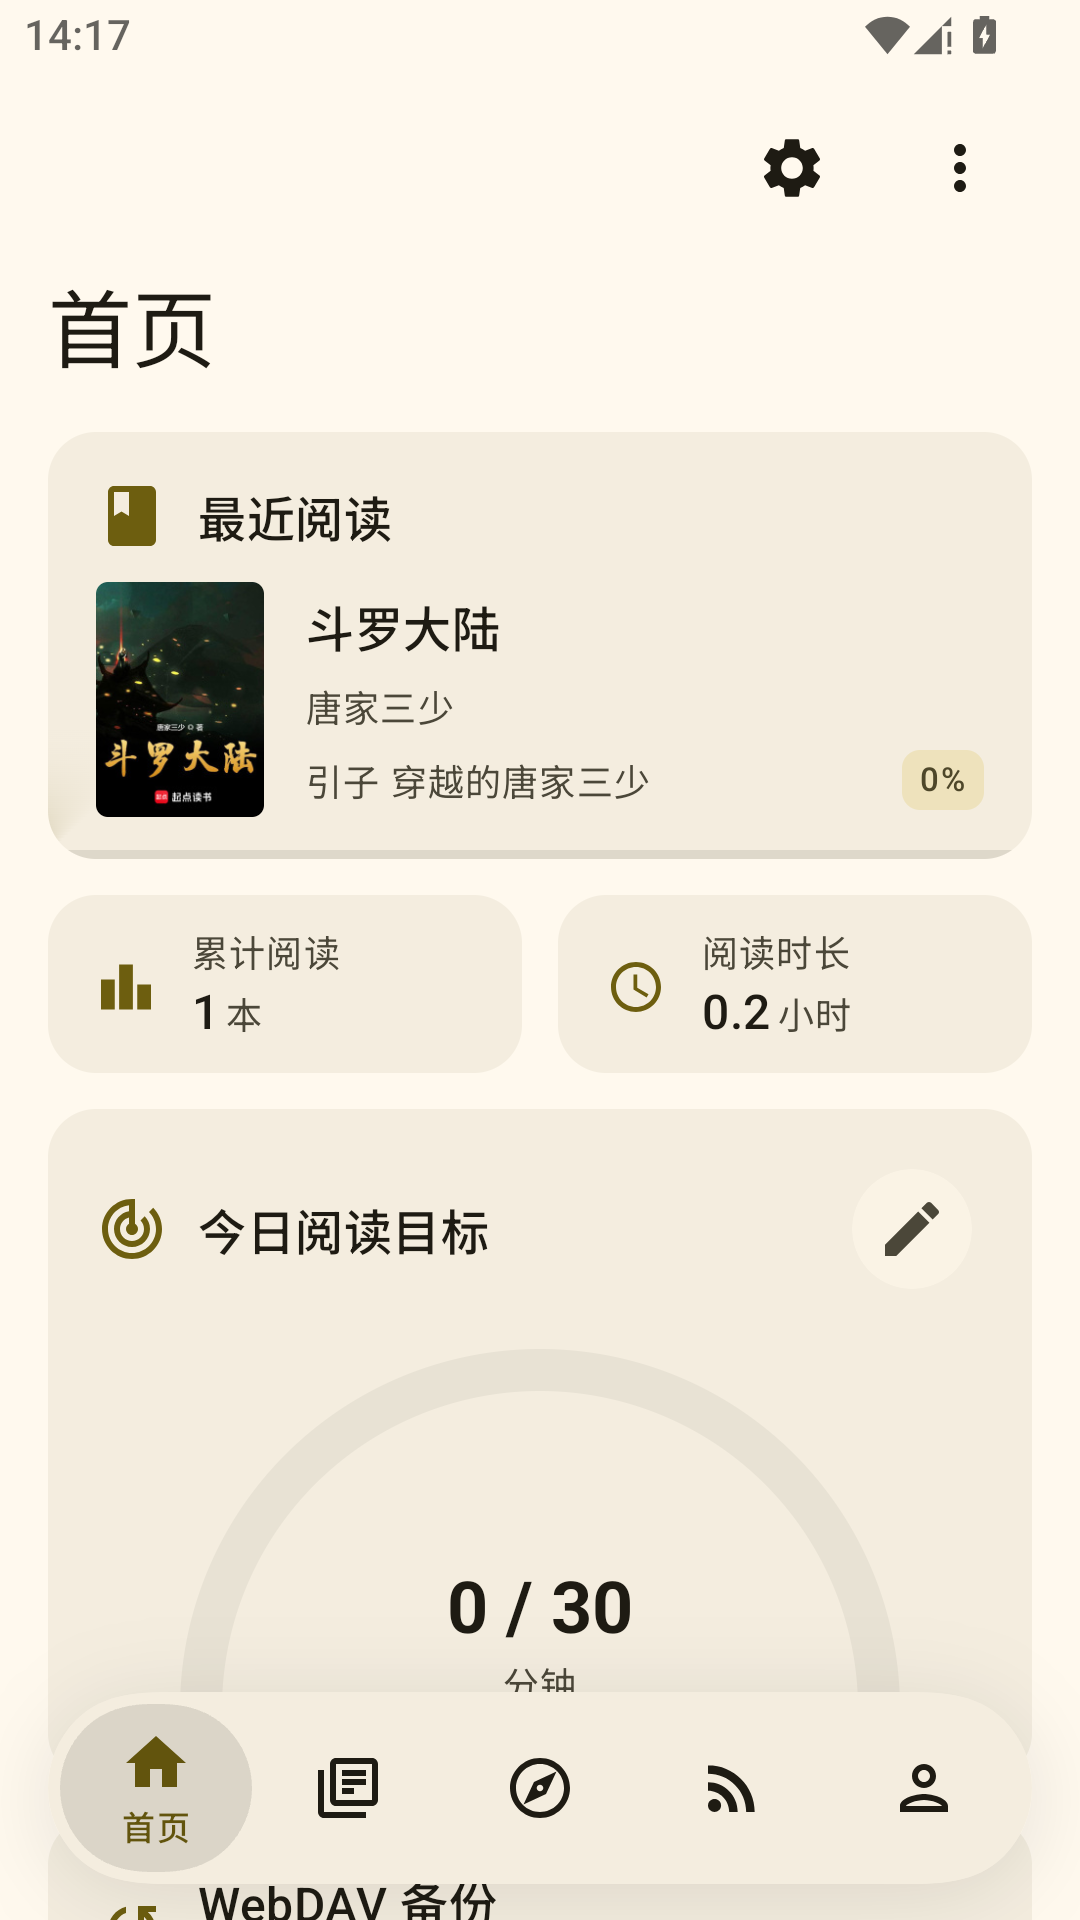 14:17
首页
最近阅读
斗罗大陆
唐家三少
引子 穿越的唐家三少
0%
唐家三少 ◎ 著
斗罗大陆
起点读书
累计阅读
1 本
阅读时长
0.2 小时
今日阅读目标
0 / 30
分钟
首页
WebDAV 备份